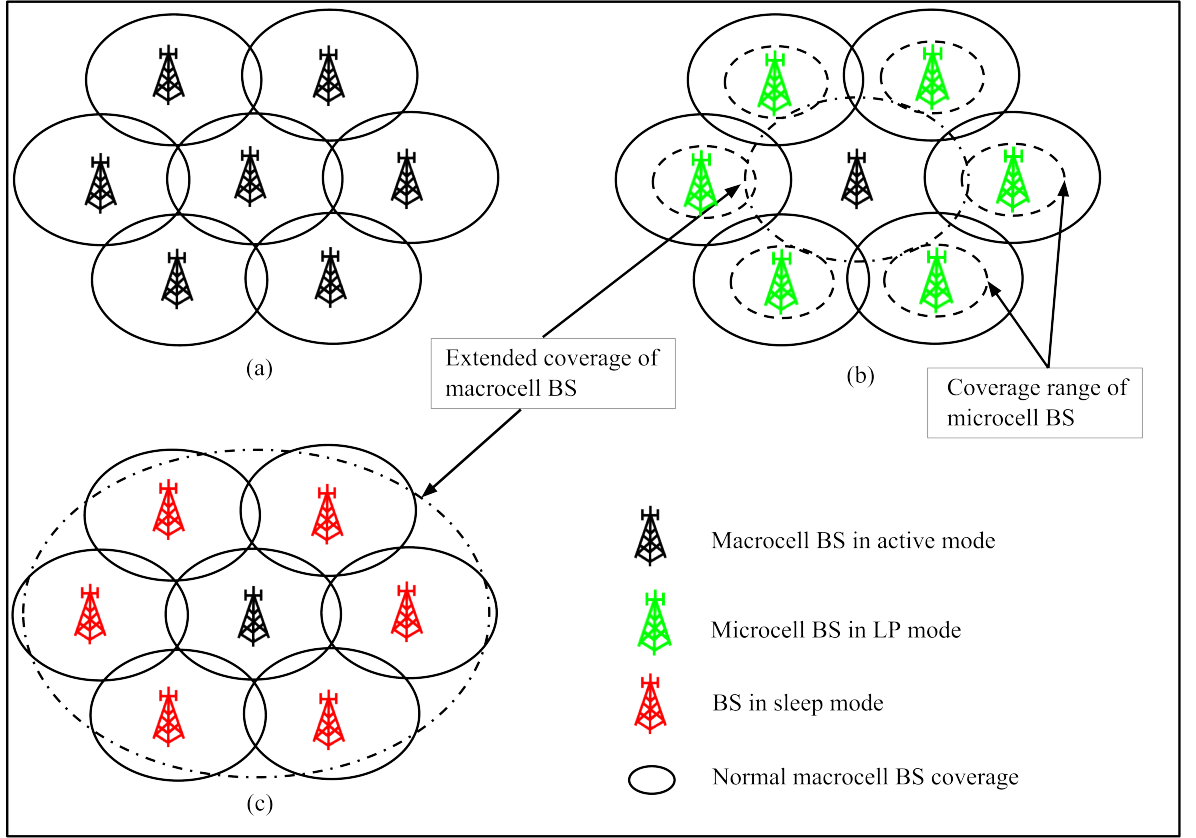 (a)
(b)
Extended coverage of
macrocell BS
Coverage range of
microcell BS
Macrocell BS in active mode
Microcell BS in LP mode
BS in sleep mode
Normal macrocell BS coverage
(c)